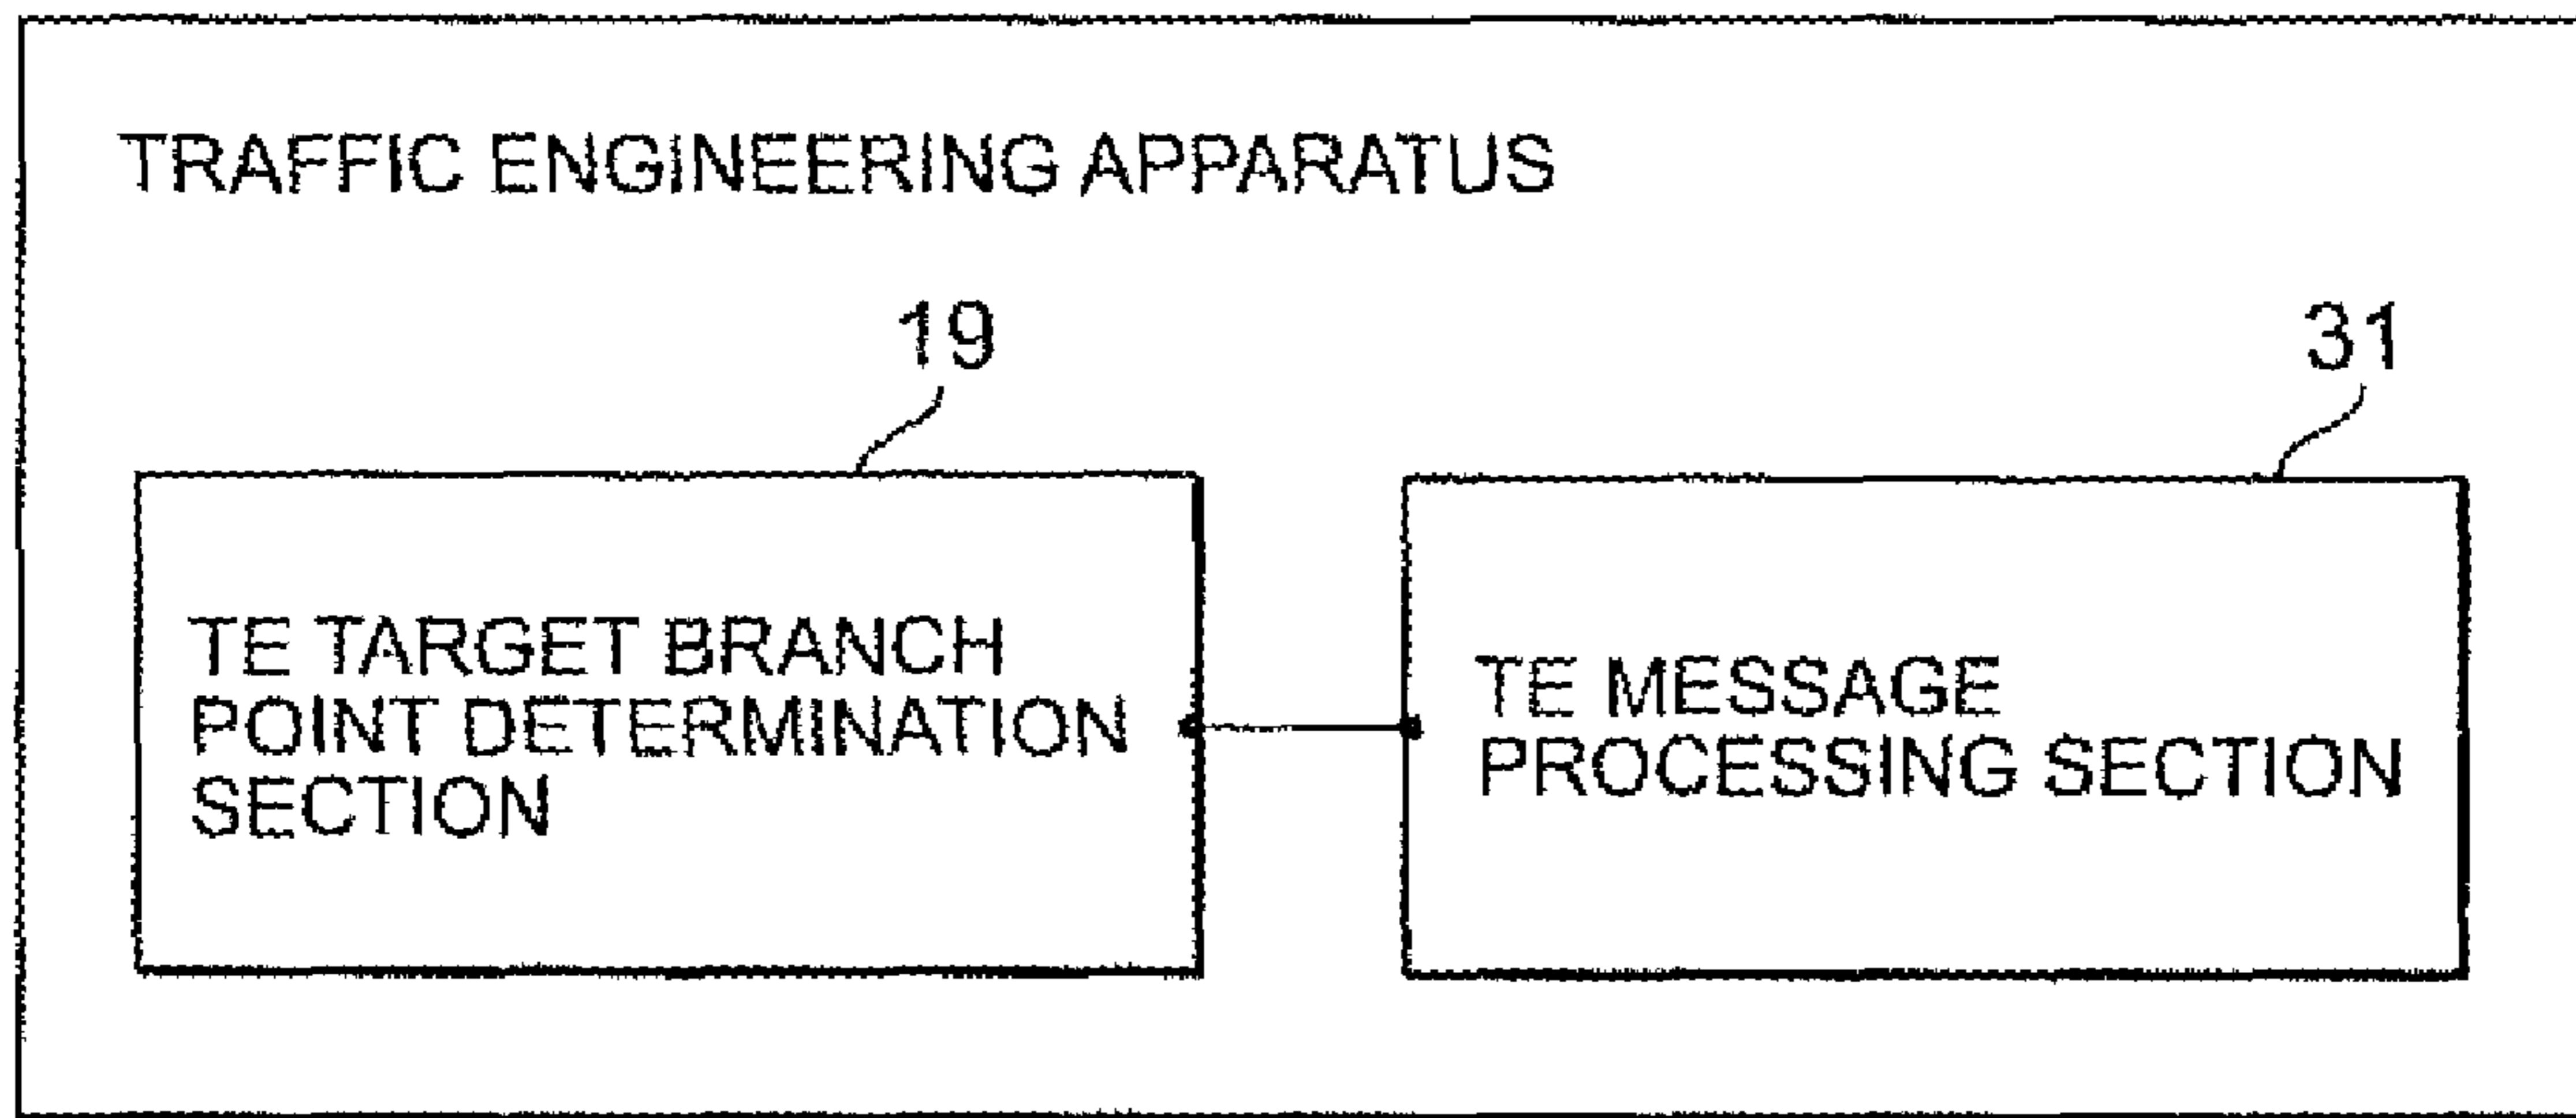 TRAFFIC ENGINEERING APPARATUS
19
31
TE TARGET BRANCH
POINT DETERMINATION
SECTION
TE MESSAGE
PROCESSING SECTION